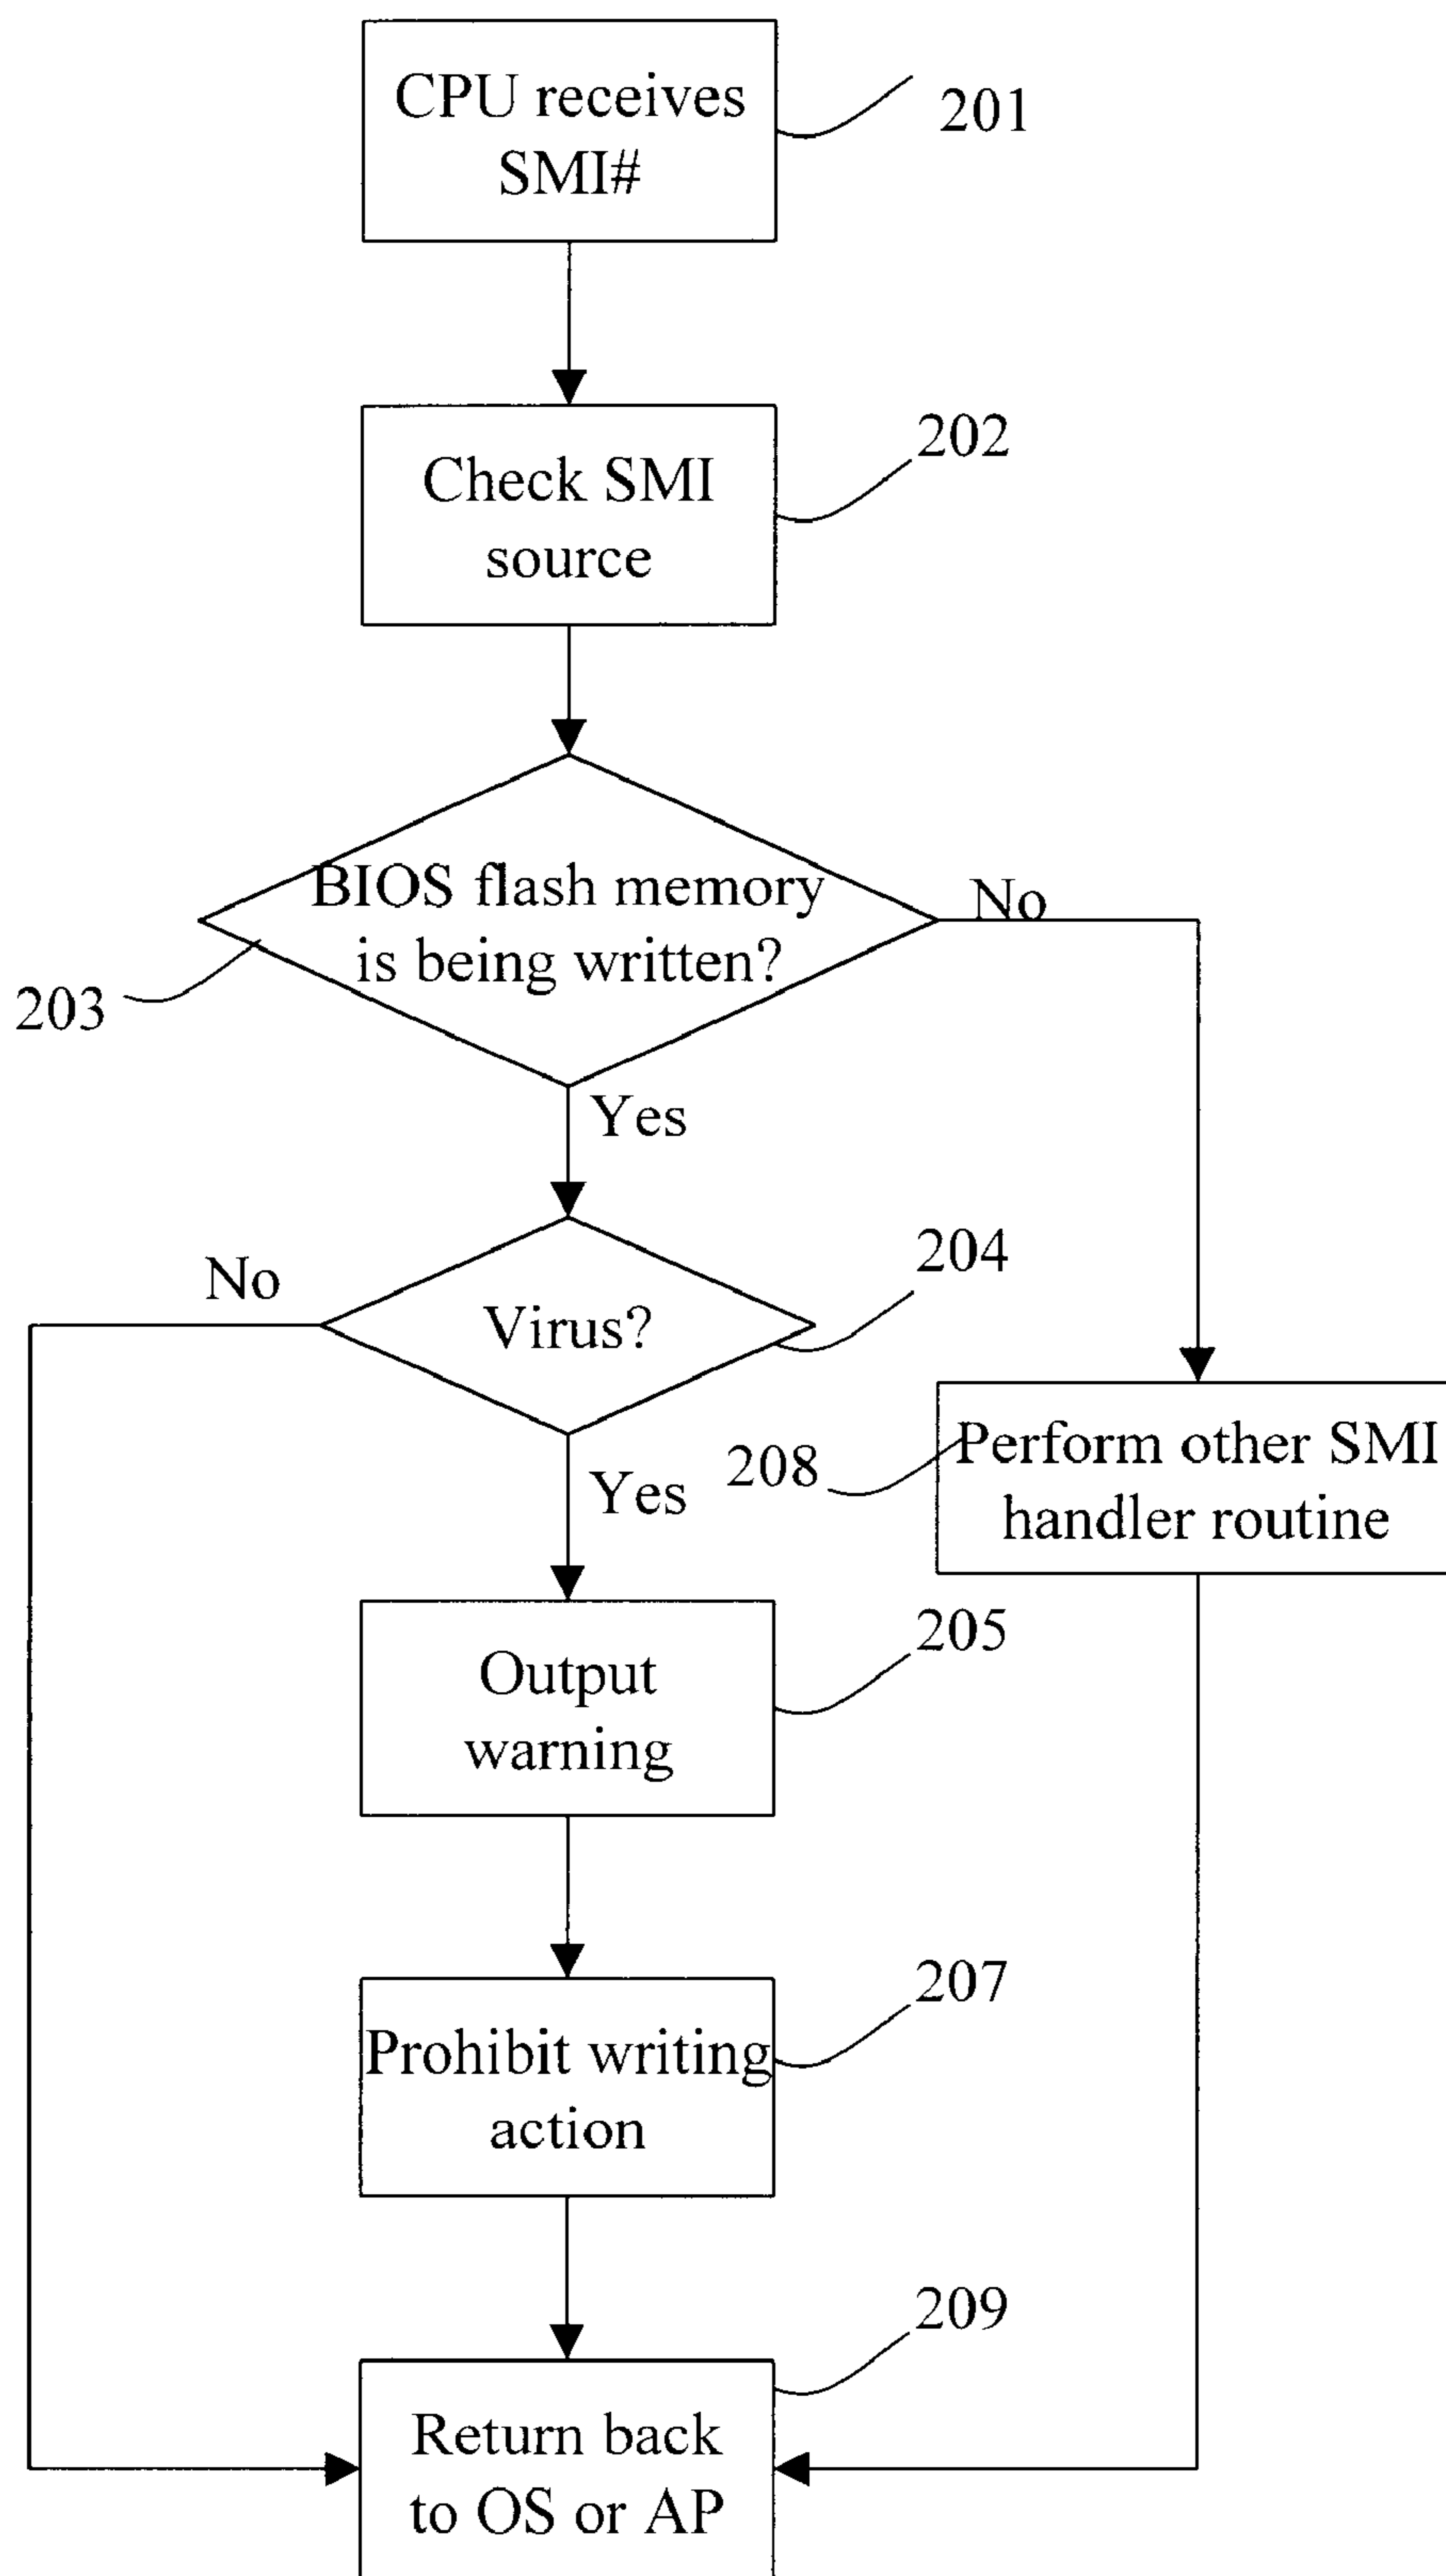 CPU receives
SMI#
201
Check SMI
source
202
BIOS flash memory
is being written?
No
203
Yes
Virus?
204
No
Yes
208
Perform other SMI
handler routine
Output
warning
205
Prohibit writing
action
207
Return back
to OS or AP
209